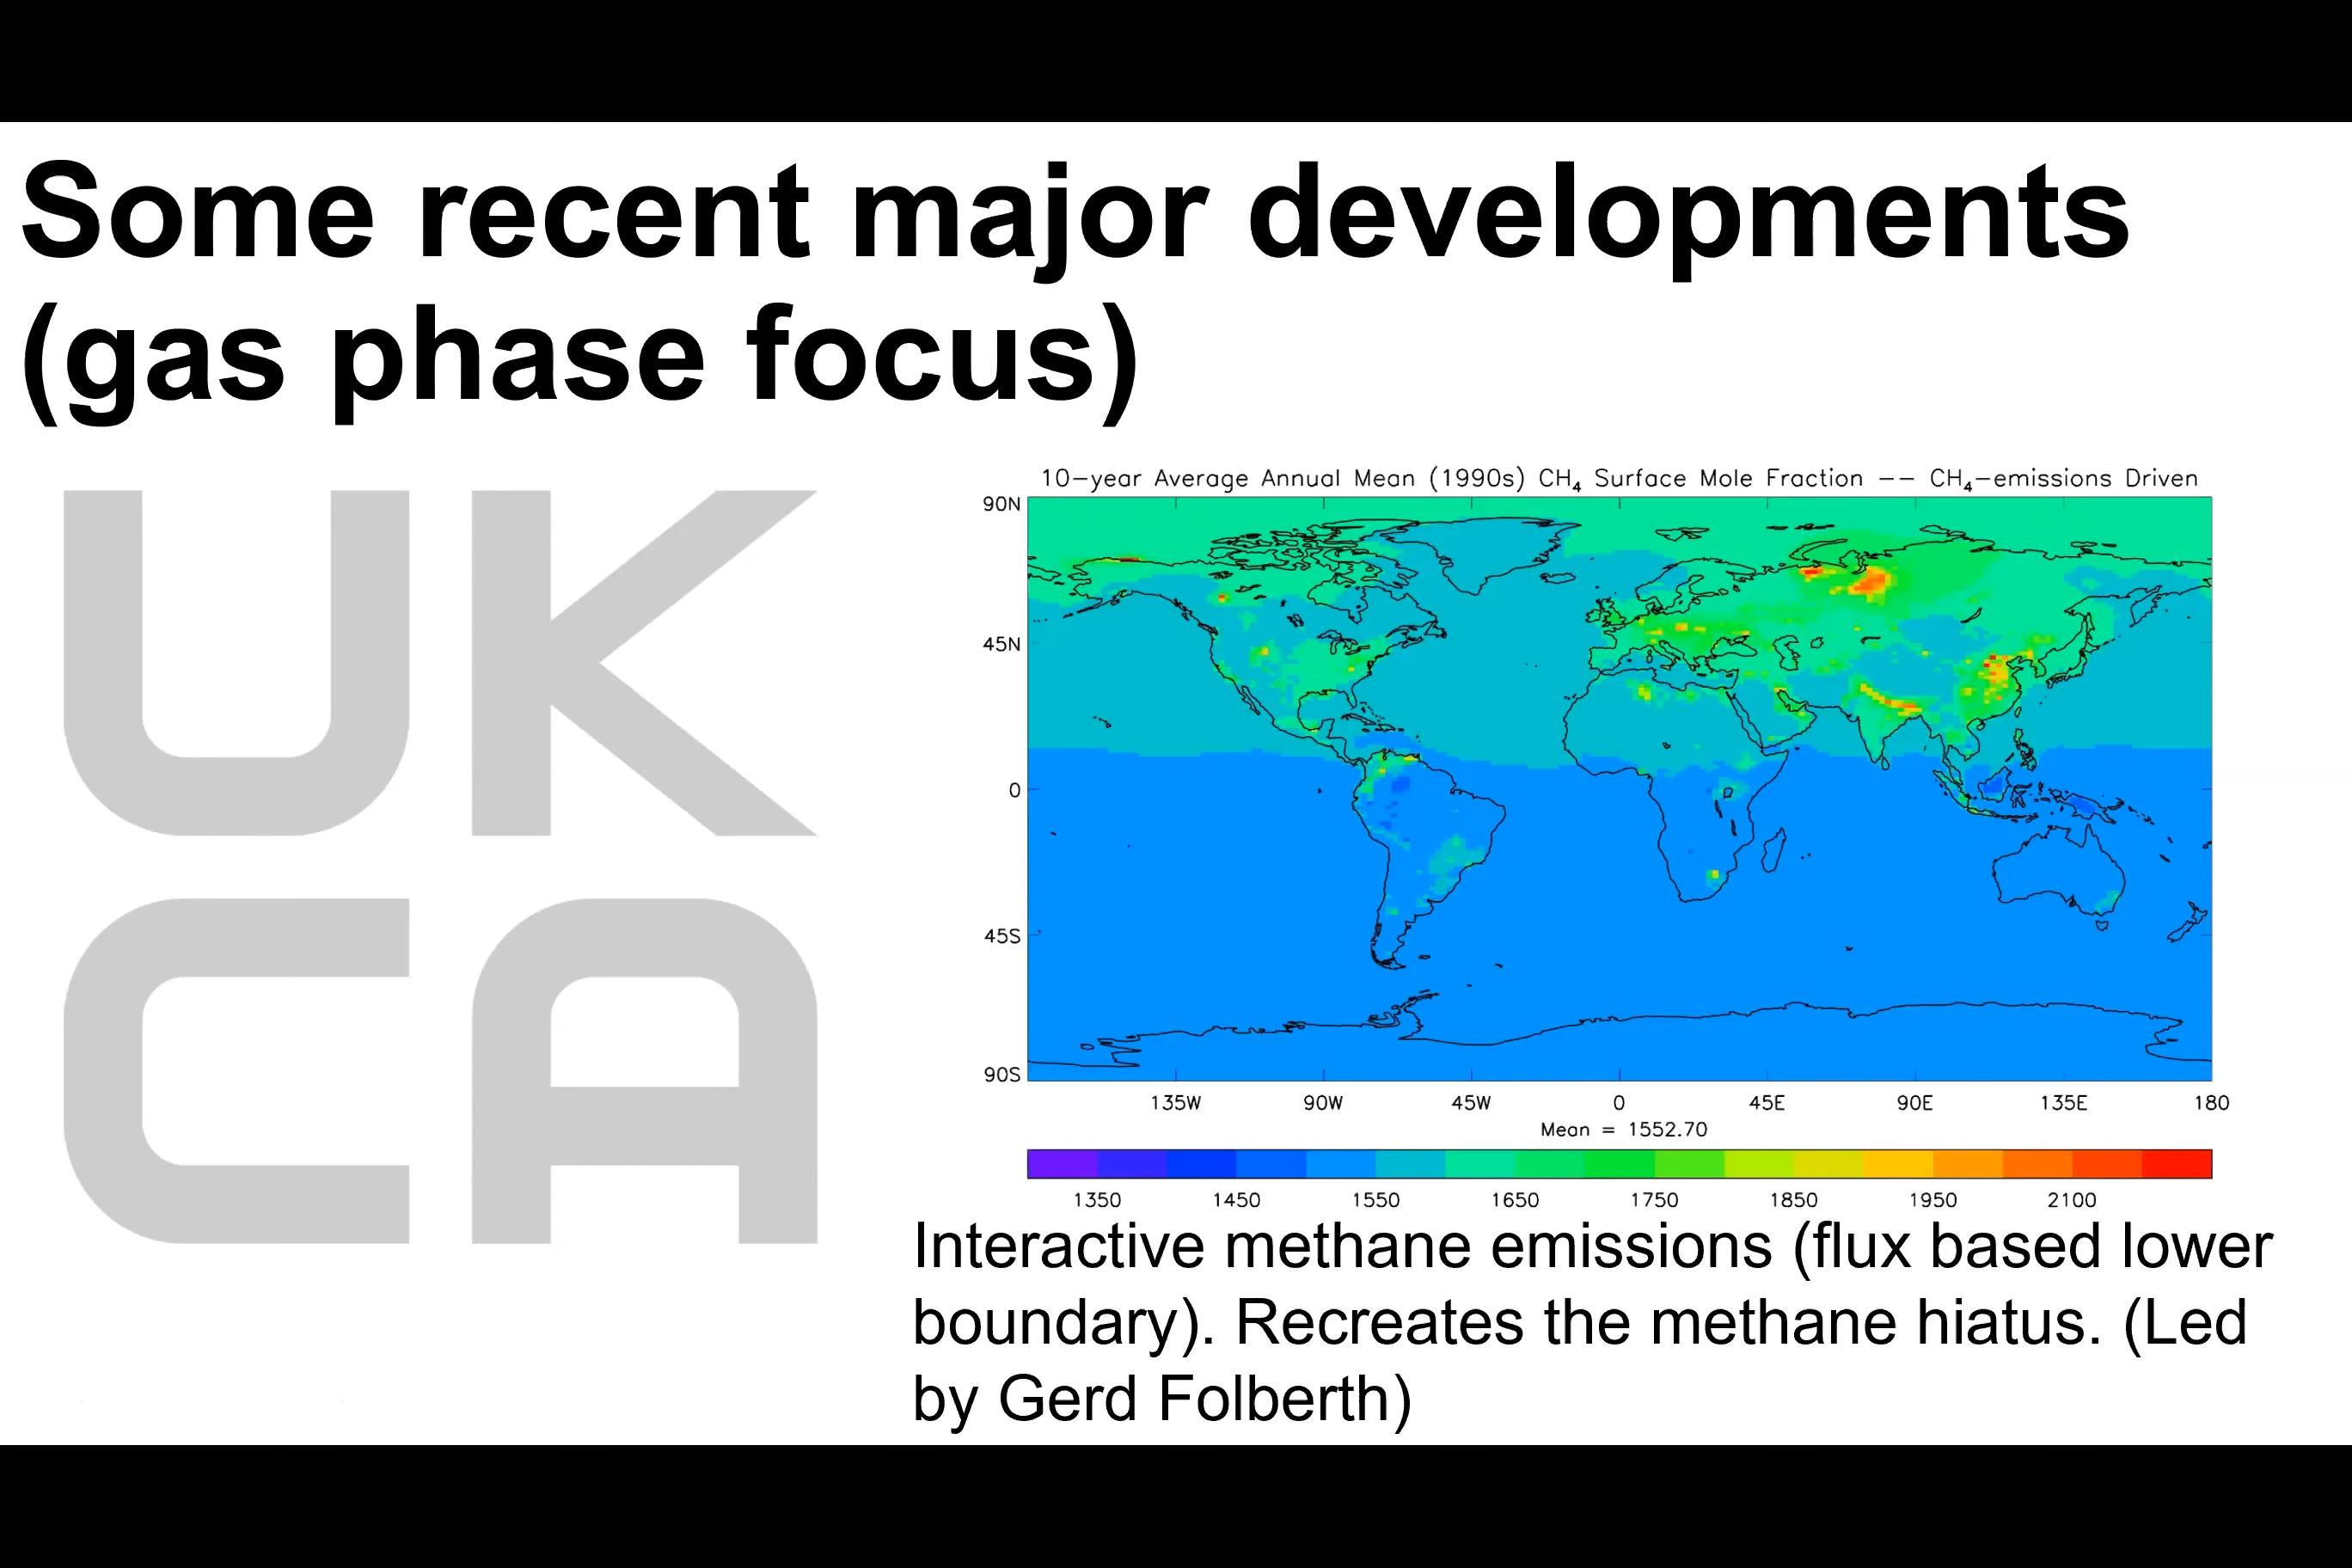 Some recent major developments
(gas phase focus)
UK
CA
10-year Average Annual Mean (1990s) CH₄ Surface Mole Fraction -- CH₄-emissions Driven
90N
45N
0
45S
90S
135W 90W 45W 0 45E 90E 135E 180
Mean = 1552.70
1350 1450 1550 1650 1750 1850 1950 2100
Interactive methane emissions (flux based lower
boundary). Recreates the methane hiatus. (Led
by Gerd Folberth)